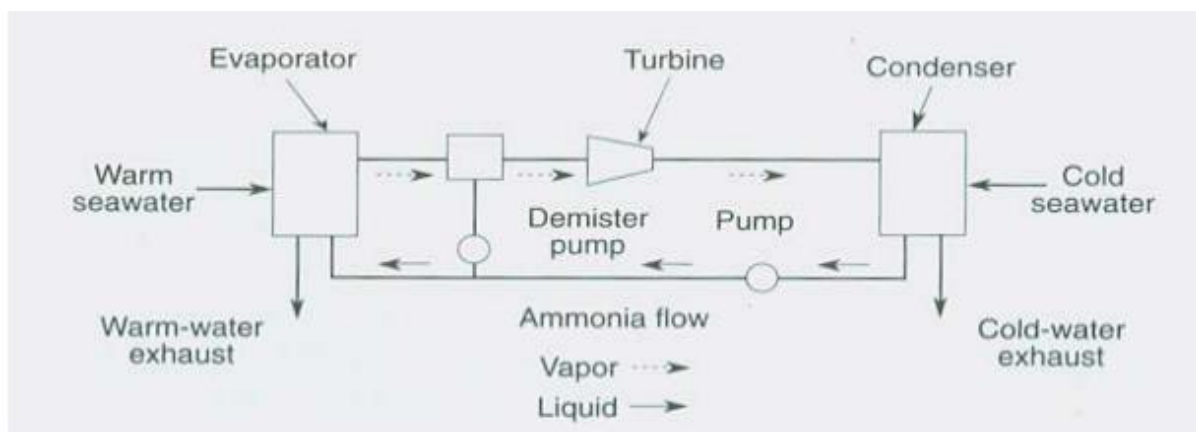 Evaporator
Turbine
Condenser
Warm
seawater
Cold
seawater
Demister
pump
Pump
Warm-water
exhaust
Ammonia flow
Cold-water
exhaust
Vapor
Liquid